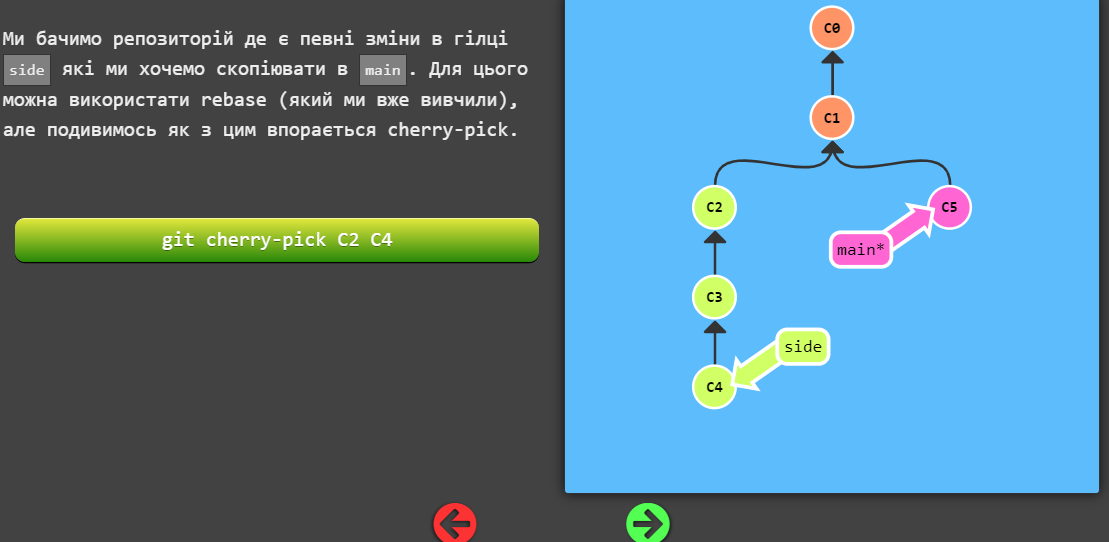 Ми бачимо репозиторій де є певні зміни в гілці
side які ми хочемо скопіювати в main. Для цього
можна використати rebase (який ми вже вивчили),
але подивимось як з цим впорається cherry-pick.
git cherry-pick C2 C4
C0
C1
C2
C5
main*
C3
side
C4